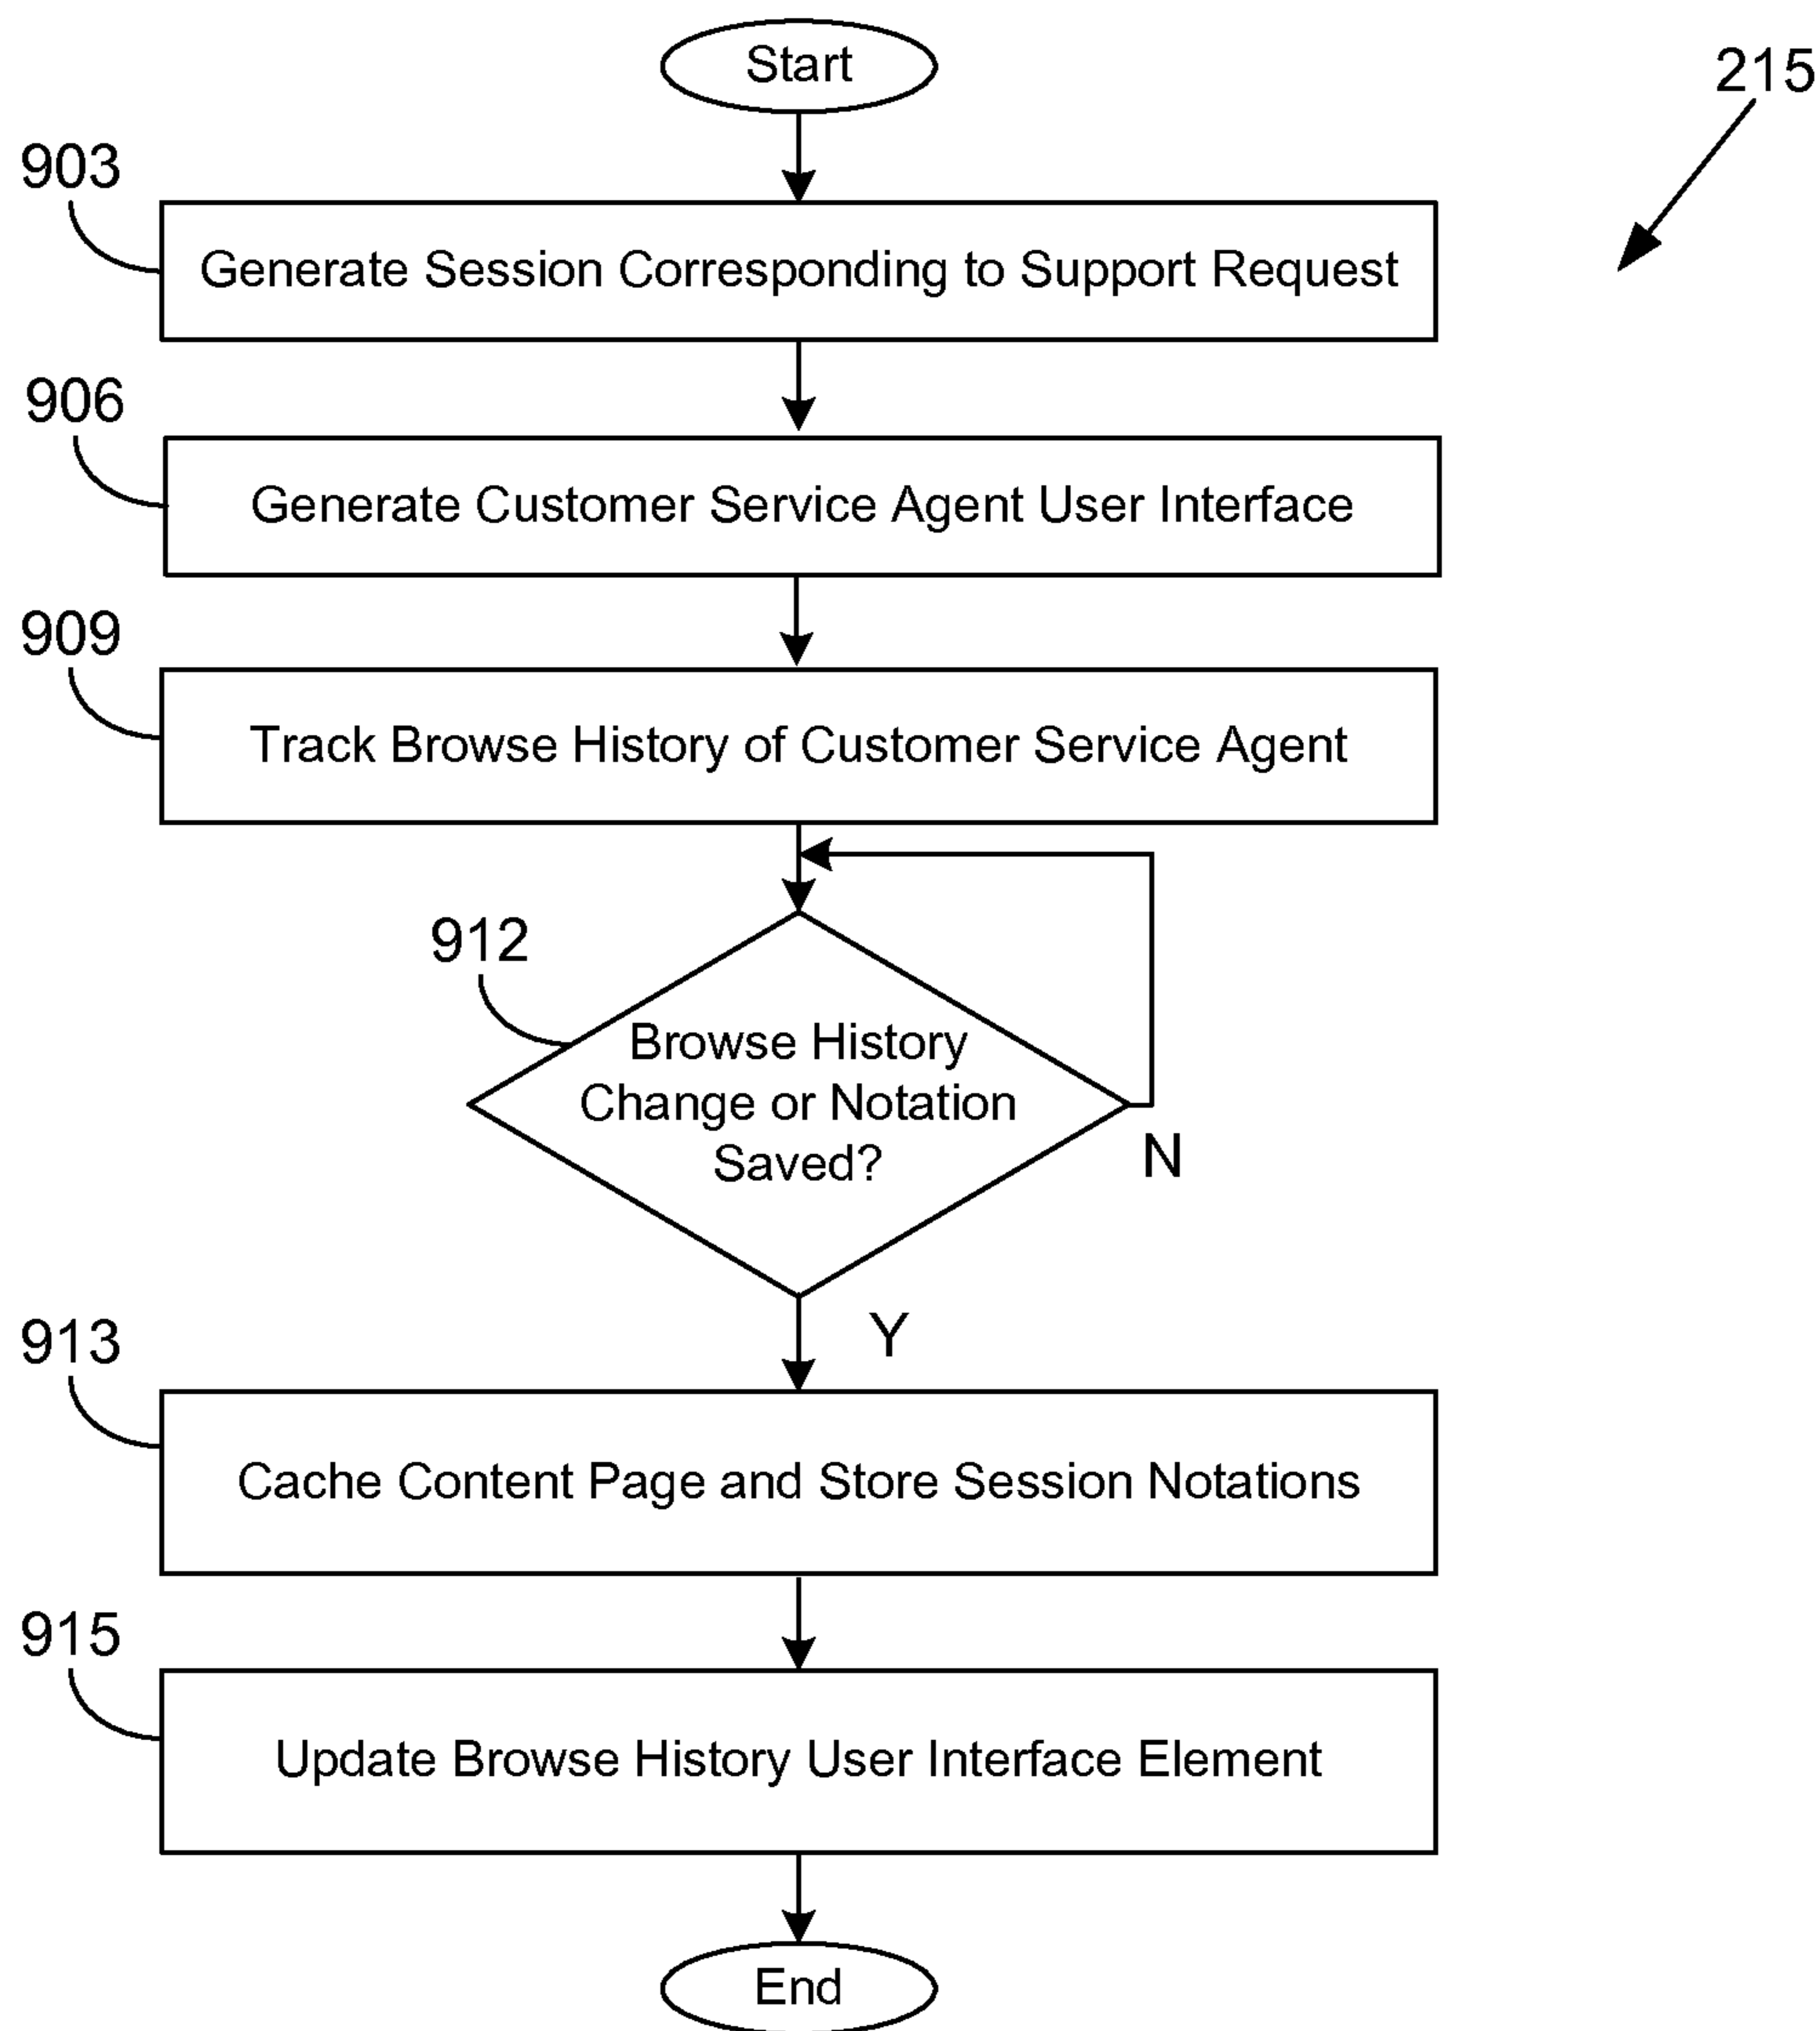 Start
215
903
Generate Session Corresponding to Support Request
906
Generate Customer Service Agent User Interface
909
Track Browse History of Customer Service Agent
912
Browse History
Change or Notation
Saved?
N
Y
913
Cache Content Page and Store Session Notations
915
Update Browse History User Interface Element
End